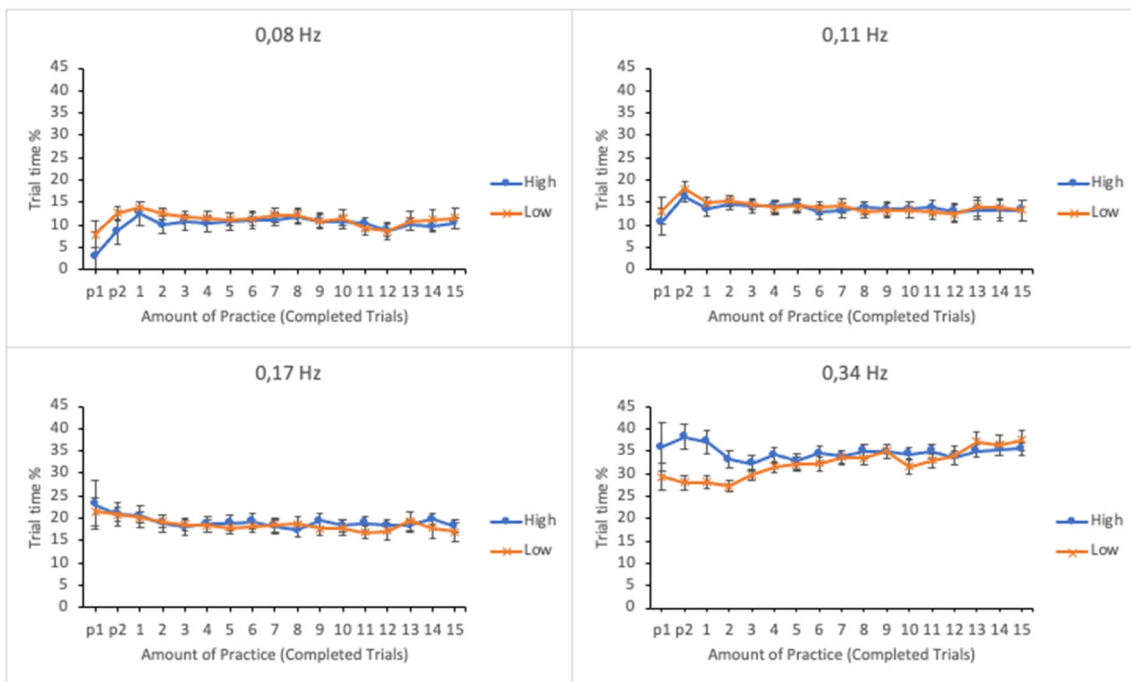 0,08 Hz
45
40
35
30
25
20
15
10
5
0
Trial time %
p1 p2 1 2 3 4 5 6 7 8 9 10 11 12 13 14 15
Amount of Practice (Completed Trials)
High
Low
0,11 Hz
45
40
35
30
25
20
15
10
5
0
Trial time %
p1 p2 1 2 3 4 5 6 7 8 9 10 11 12 13 14 15
Amount of Practice (Completed Trials)
High
Low
0,17 Hz
45
40
35
30
25
20
15
10
5
0
Trial time %
p1 p2 1 2 3 4 5 6 7 8 9 10 11 12 13 14 15
Amount of Practice (Completed Trials)
High
Low
0,34 Hz
45
40
35
30
25
20
15
10
5
0
Trial time %
p1 p2 1 2 3 4 5 6 7 8 9 10 11 12 13 14 15
Amount of Practice (Completed Trials)
High
Low